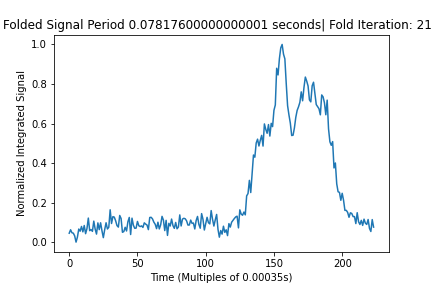 Folded Signal Period 0.07817600000000001 seconds| Fold Iteration: 21
1.0
0.8
0.6
0.4
0.2
0.0
Normalized Integrated Signal
0 50 100 150 200
Time (Multiples of 0.00035s)